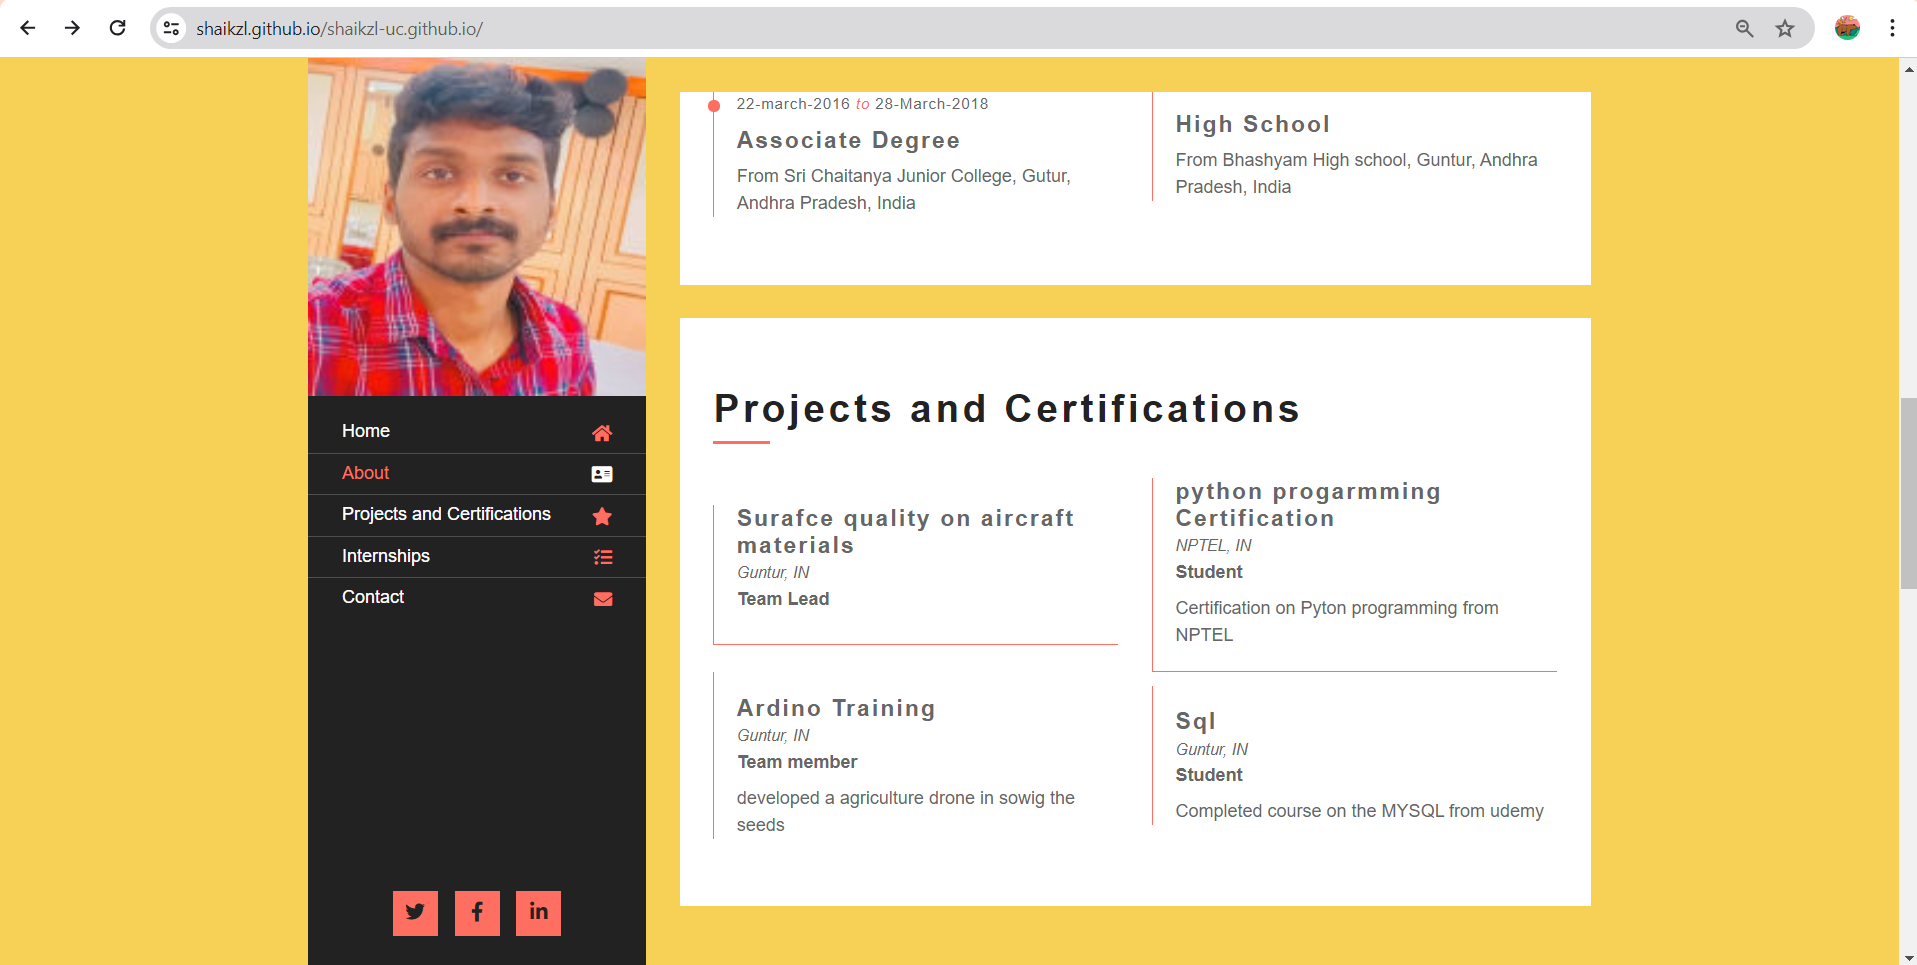 shaikzl.github.io/shaikzl-uc.github.io/
Home
About
Projects and Certifications
Internships
Contact
in
22-march-2016 to 28-March-2018
Associate Degree
From Sri Chaitanya Junior College, Gutur,
Andhra Pradesh, India
High School
From Bhashyam High school, Guntur, Andhra
Pradesh, India
Projects and Certifications
Surafce quality on aircraft
materials
Guntur, IN
Team Lead
python progarmming
Certification
NPTEL, IN
Student
Certification on Pyton programming from
NPTEL
Ardino Training
Guntur, IN
Team member
developed a agriculture drone in sowig the
seeds
Sql
Guntur, IN
Student
Completed course on the MYSQL from udemy